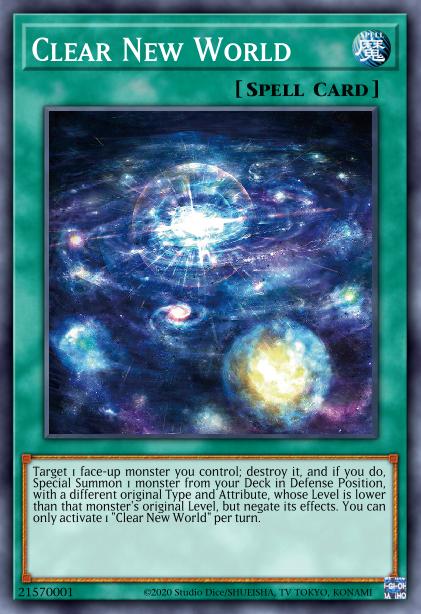 Clear New World
SPELL
魔
[Spell Card]
Target 1 face-up monster you control; destroy it, and if you do,
Special Summon 1 monster from your Deck in Defense Position,
with a different original Type and Attribute, whose Level is lower
than that monster's original Level, but negate its effects. You can
only activate 1 "Clear New World" per turn.
21570001
©2020 Studio Dice/SHUEISHA, TV TOKYO, KONAMI